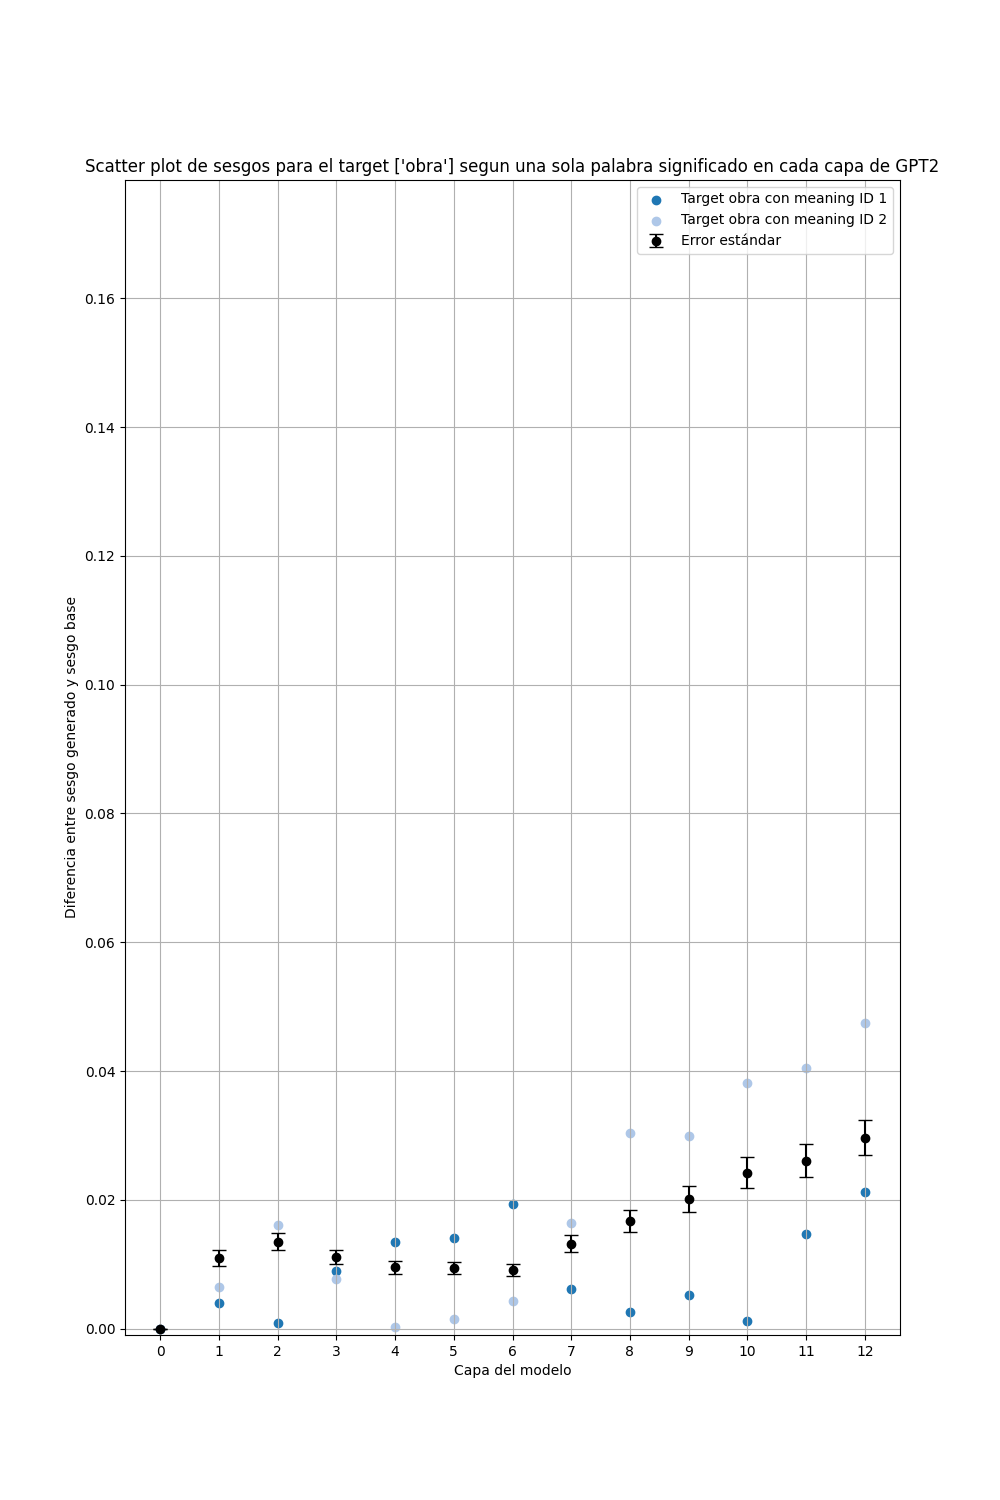 Scatter plot de sesgos para el target ['obra'] segun una sola palabra significado en cada capa de GPT2
Target obra con meaning ID 1
Target obra con meaning ID 2
Error estándar
Diferencia entre sesgo generado y sesgo base
0.16
0.14
0.12
0.10
0.08
0.06
0.04
0.02
0.00
0 1 2 3 4 5 6 7 8 9 10 11 12
Capa del modelo